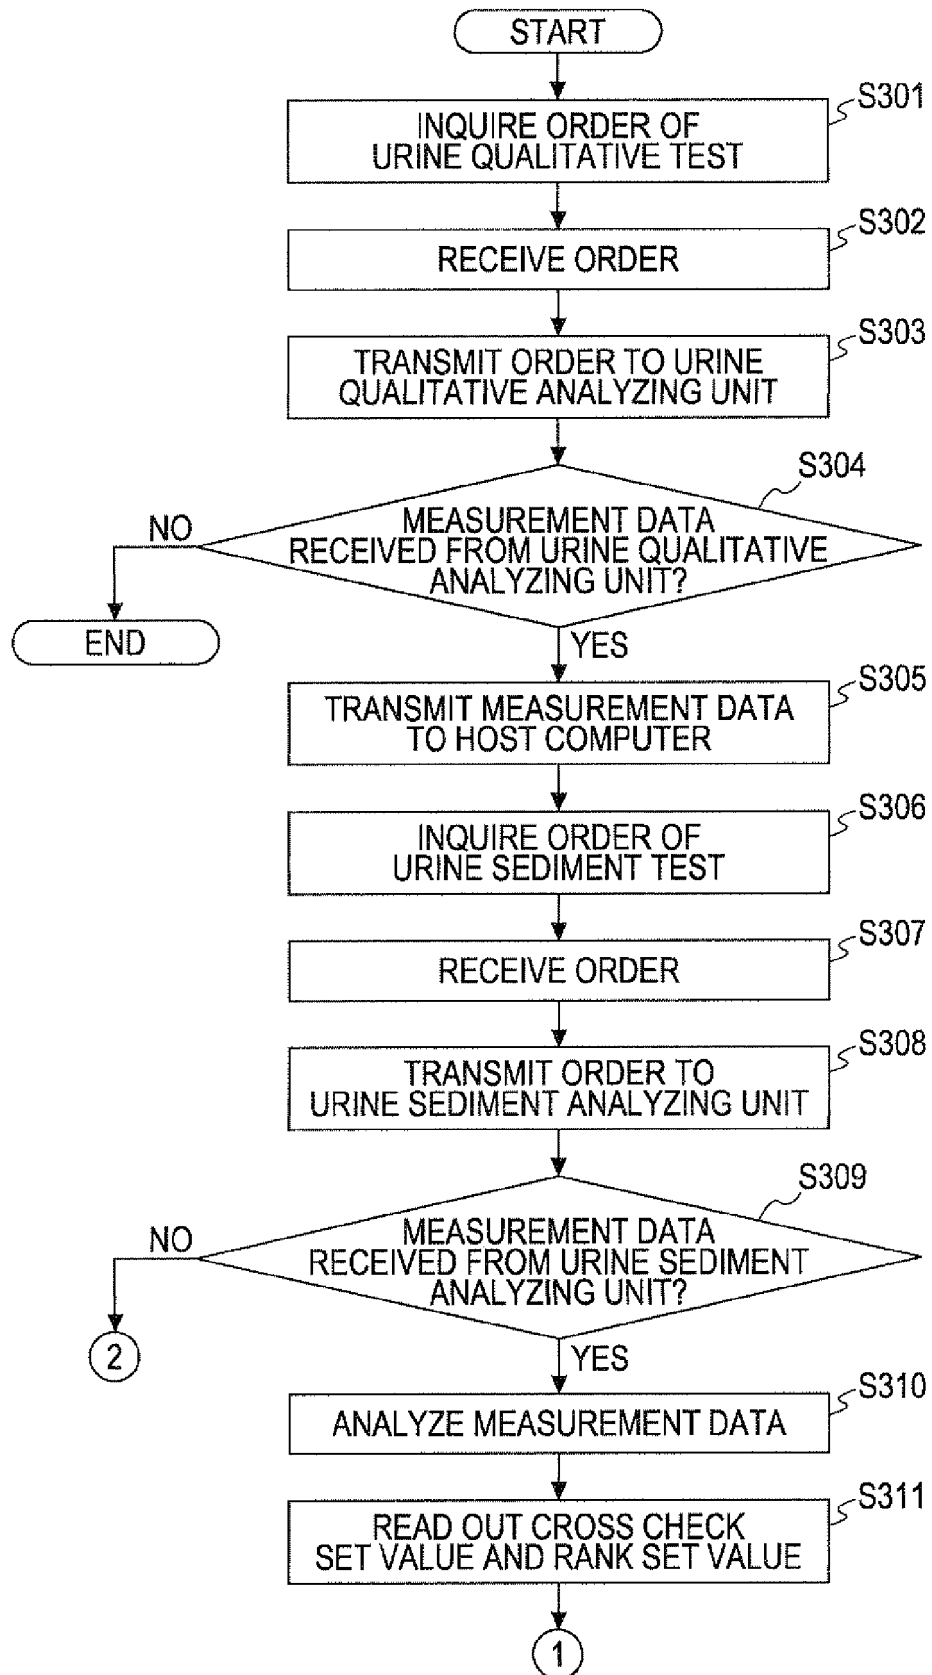 START
S301
INQUIRE ORDER OF
URINE QUALITATIVE TEST
S302
RECEIVE ORDER
S303
TRANSMIT ORDER TO URINE
QUALITATIVE ANALYZING UNIT
S304
MEASUREMENT DATA
RECEIVED FROM URINE QUALITATIVE
ANALYZING UNIT?
NO
END
YES
S305
TRANSMIT MEASUREMENT DATA
TO HOST COMPUTER
S306
INQUIRE ORDER OF
URINE SEDIMENT TEST
S307
RECEIVE ORDER
S308
TRANSMIT ORDER TO
URINE SEDIMENT ANALYZING UNIT
S309
MEASUREMENT DATA
RECEIVED FROM URINE SEDIMENT
ANALYZING UNIT?
NO
2
YES
S310
ANALYZE MEASUREMENT DATA
S311
READ OUT CROSS CHECK
SET VALUE AND RANK SET VALUE
1